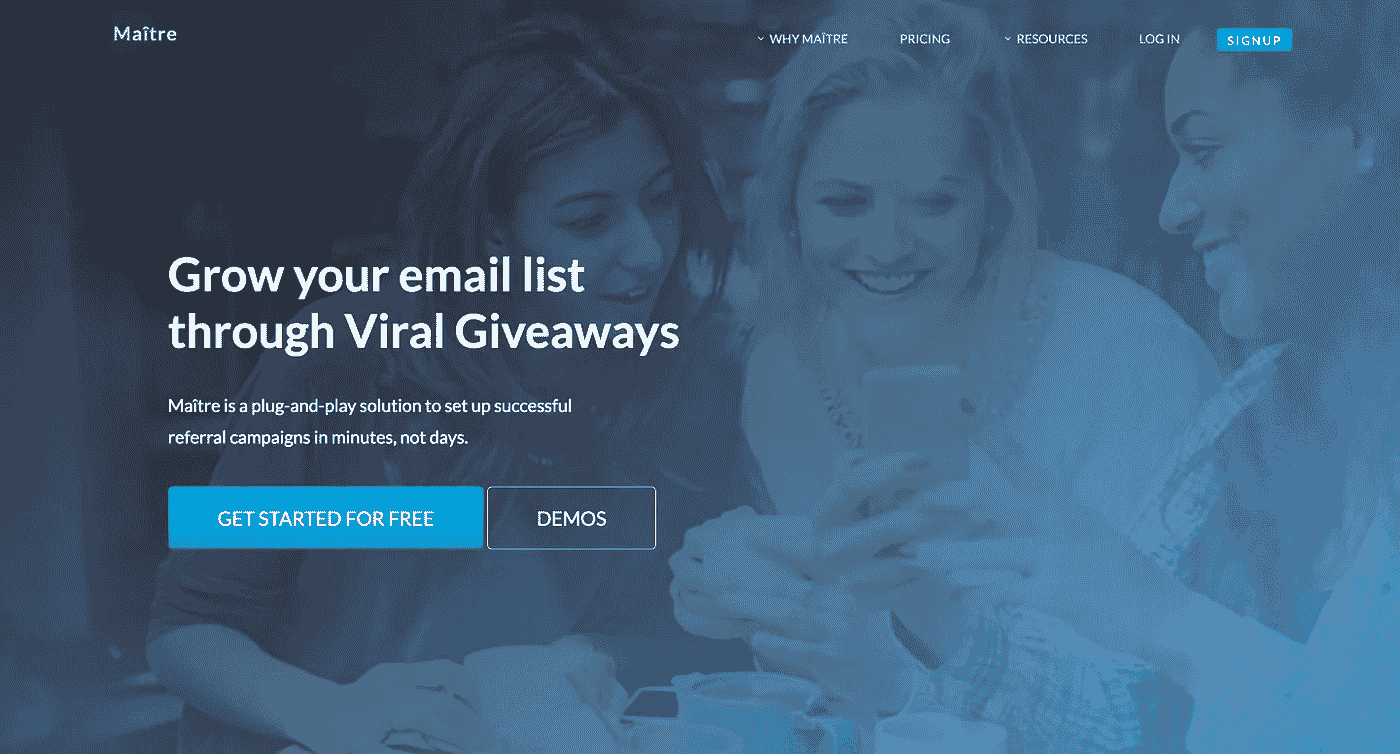 Maître
WHY MAÎTRE
PRICING
RESOURCES
LOG IN
SIGNUP
Grow your email list
through Viral Giveaways
Maître is a plug-and-play solution to set up successful
referral campaigns in minutes, not days.
GET STARTED FOR FREE
DEMOS